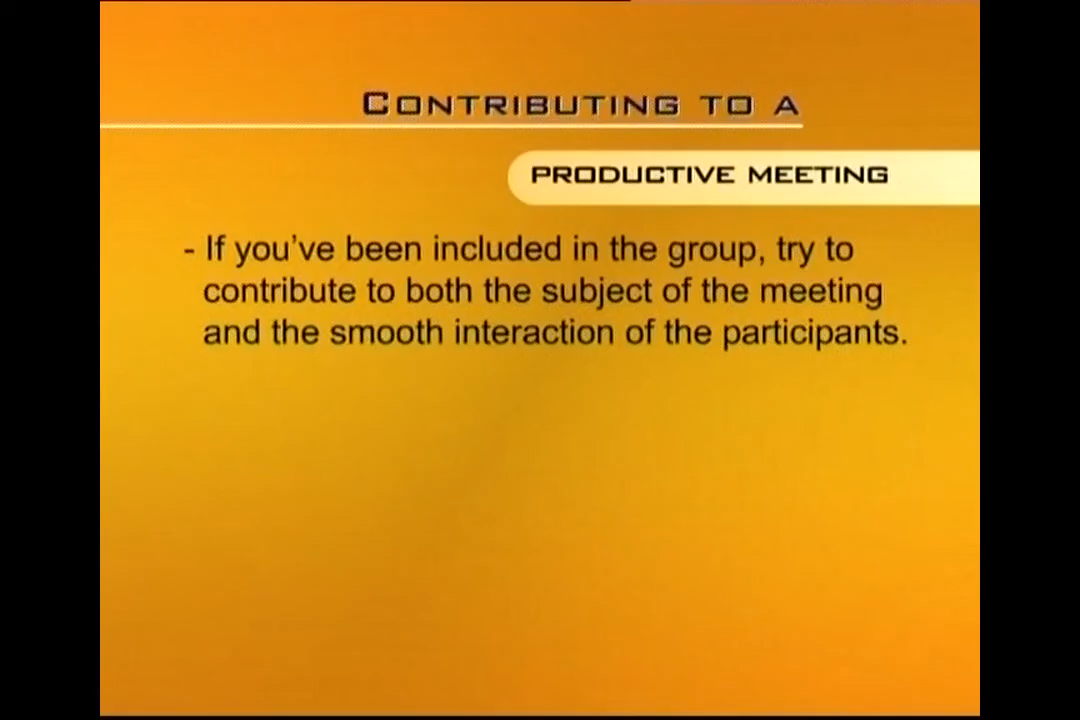 CONTRIBUTING TO A
PRODUCTIVE MEETING
- If you've been included in the group, try to
contribute to both the subject of the meeting
and the smooth interaction of the participants.